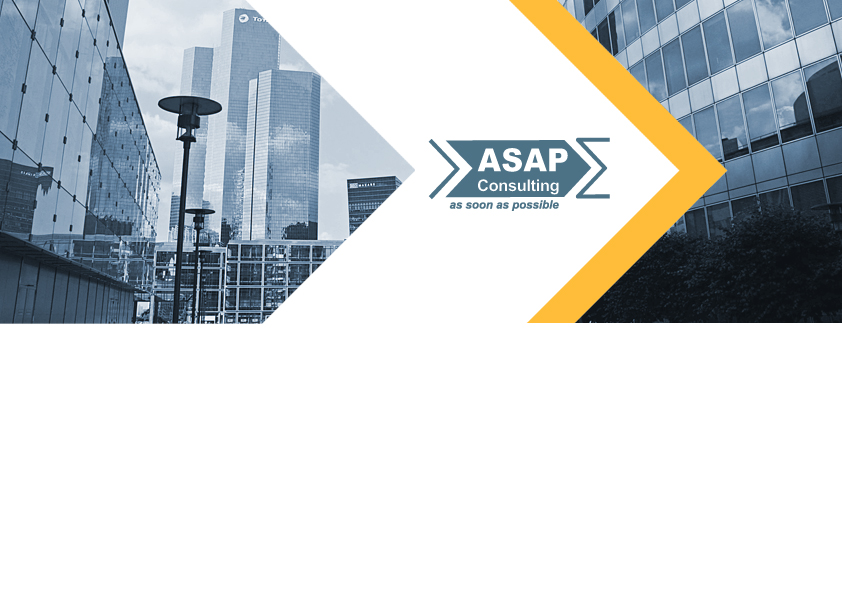 ASAP
Consulting
as soon as possible